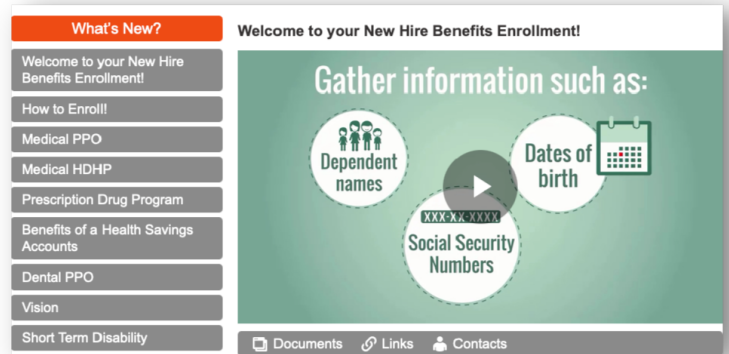 What's New?
Welcome to your New Hire
Benefits Enrollment!
How to Enroll!
Medical PPO
Medical HDHP
Prescription Drug Program
Benefits of a Health Savings
Accounts
Dental PPO
Vision
Short Term Disability
Welcome to your New Hire Benefits Enrollment!
Gather information such as:
Dependent
names
Dates of
birth
XXX-XX-XXXX
Social Security
Numbers
Documents
Links
Contacts